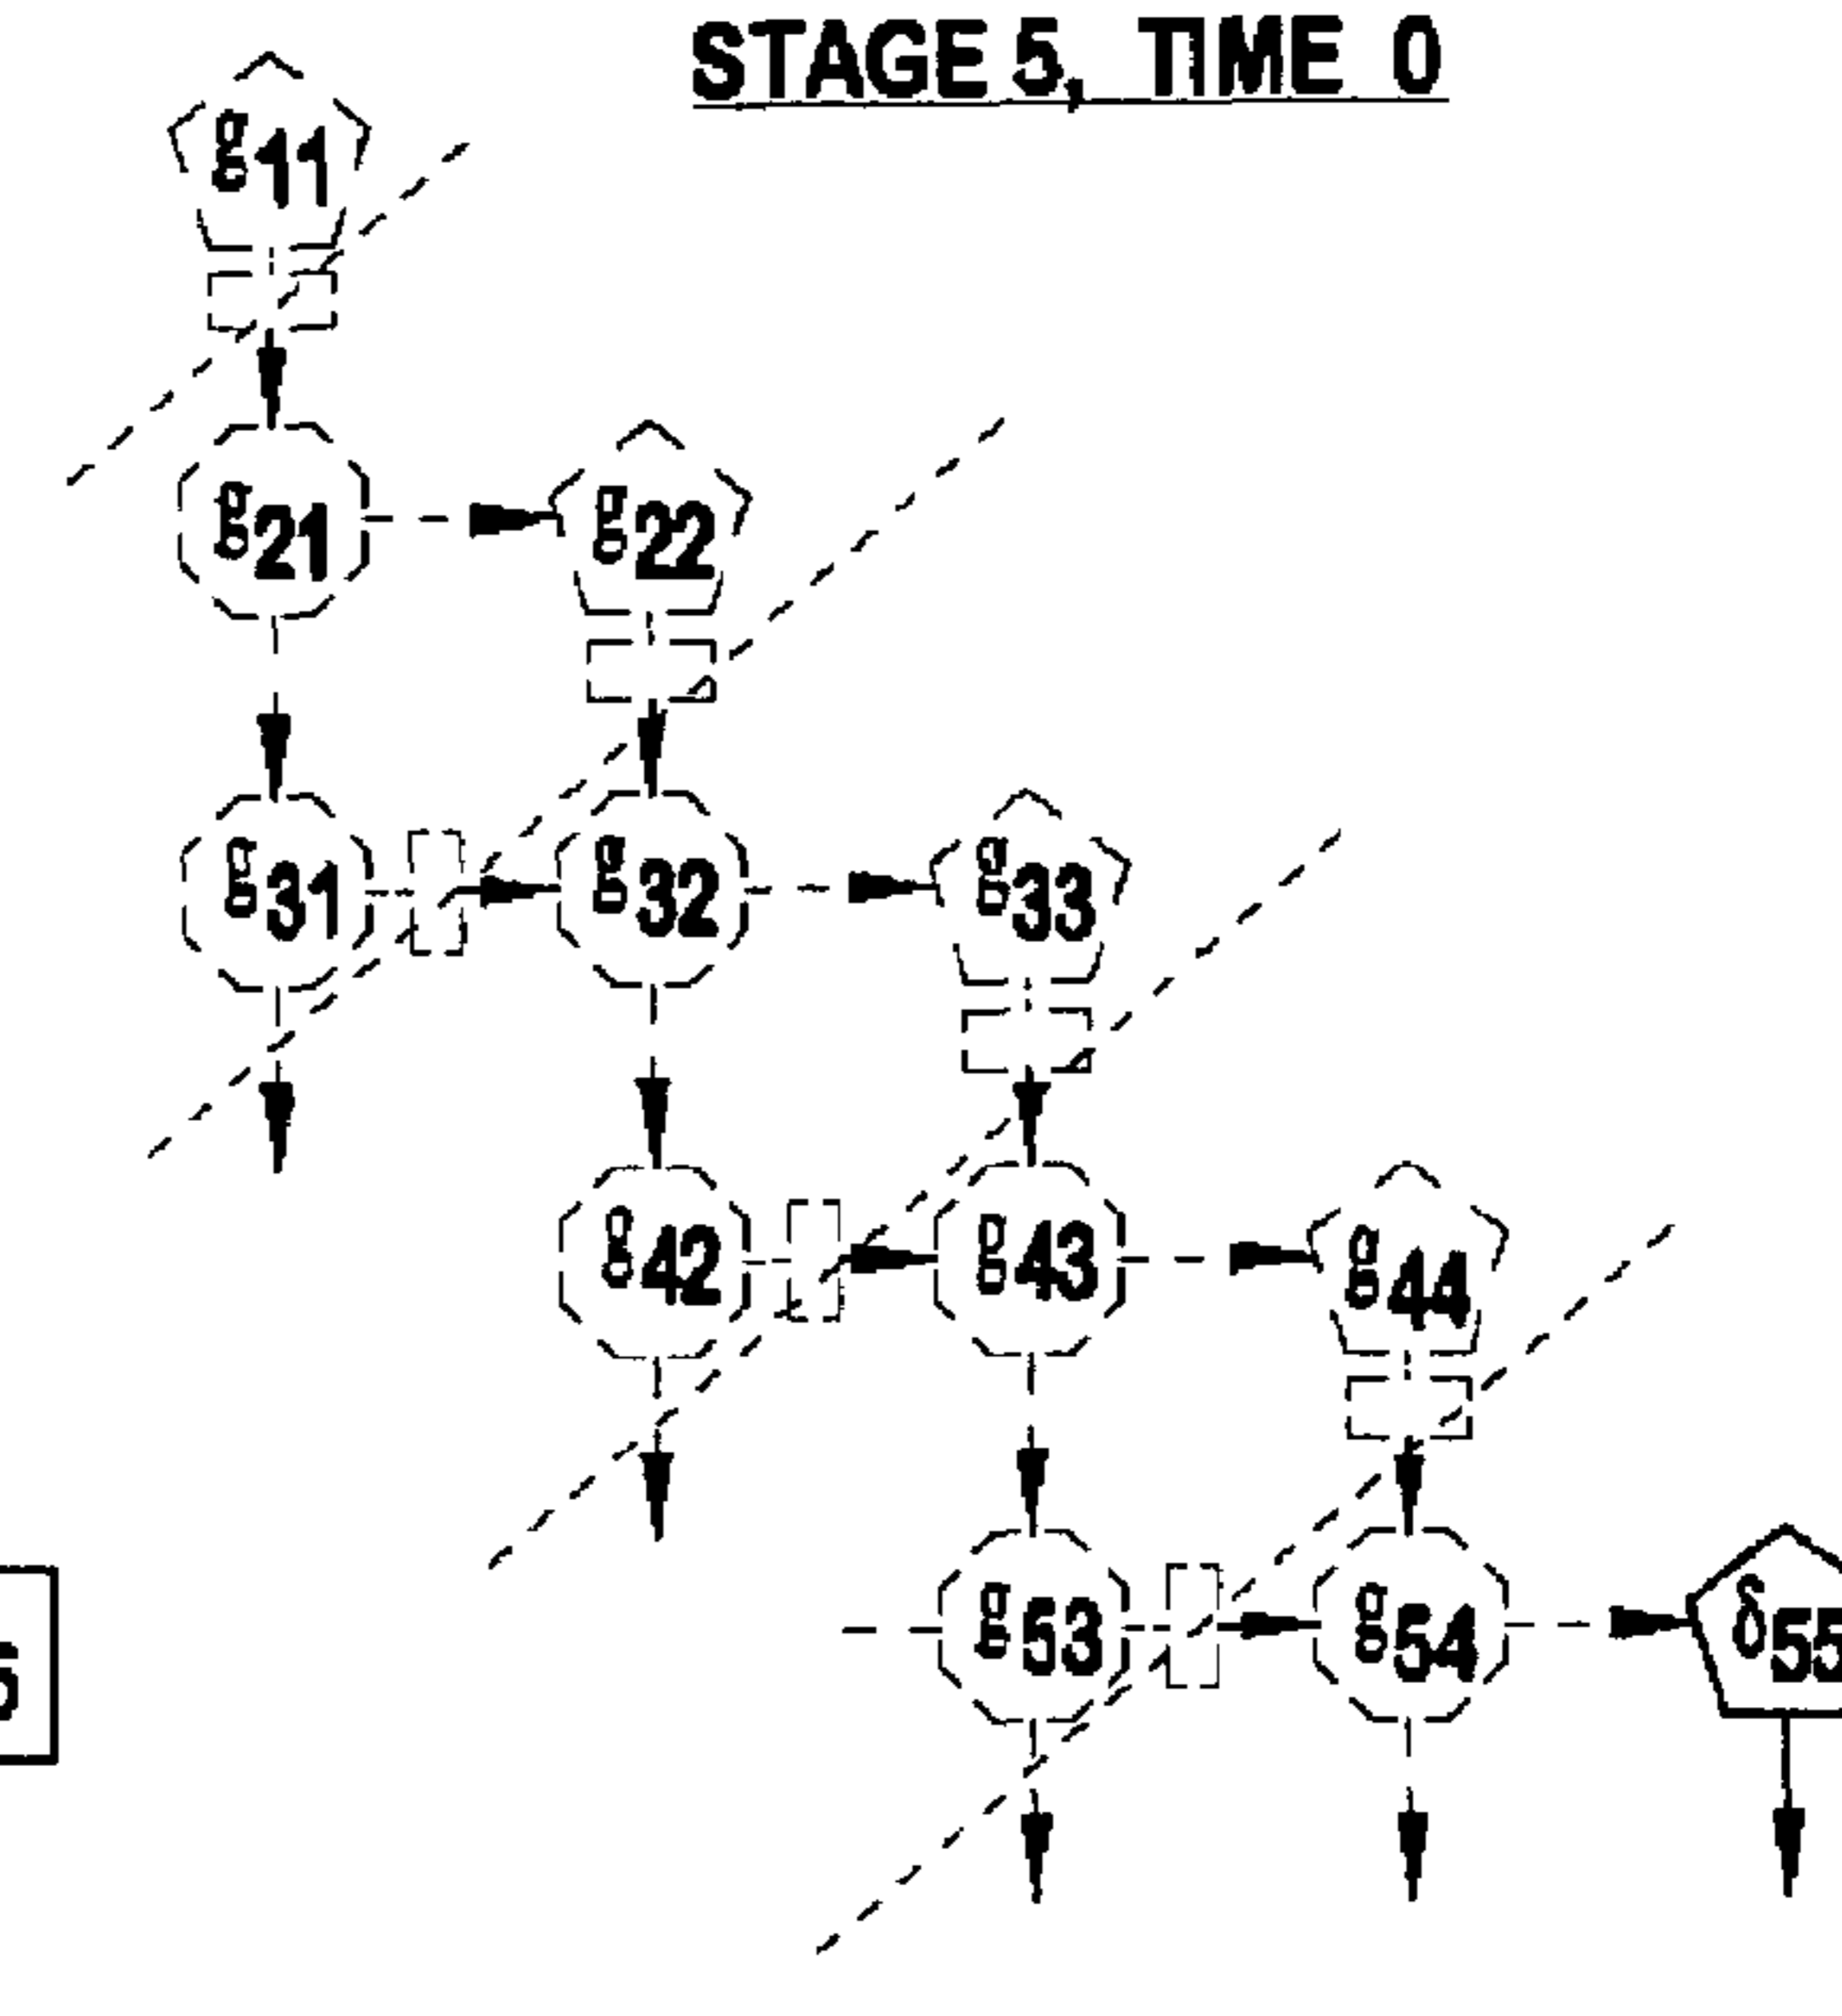 STAGE 5, TIME 0
g11
g21 g22
g31 g32 g33
g42 g43 g44
g53 g54 δ55